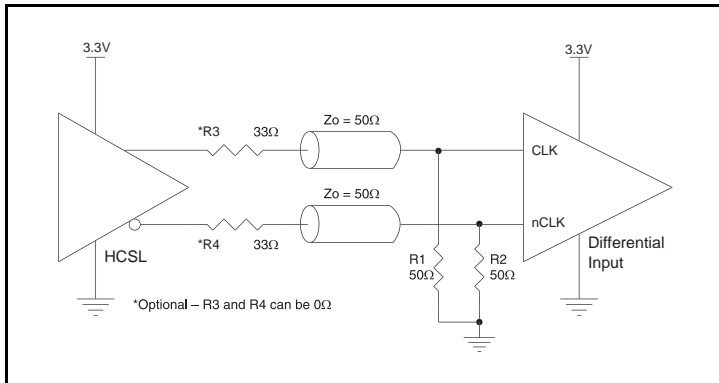 3.3V
3.3V
*R3 33Ω
Zo = 50Ω
CLK
Zo = 50Ω
nCLK
*R4 33Ω
HCSL
Differential
Input
R1
50Ω
R2
50Ω
*Optional – R3 and R4 can be 0Ω